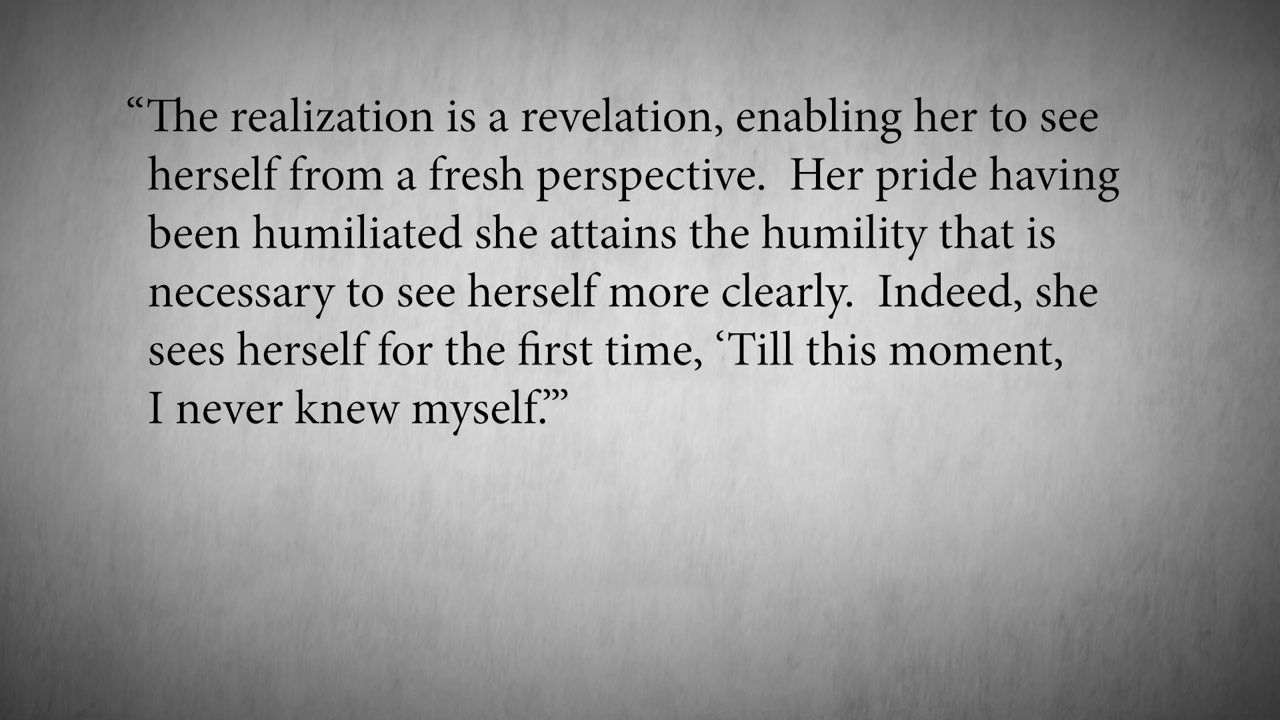 “The realization is a revelation, enabling her to see
herself from a fresh perspective.  Her pride having
been humiliated she attains the humility that is
necessary to see herself more clearly.  Indeed, she
sees herself for the first time, ‘Till this moment,
I never knew myself.’”